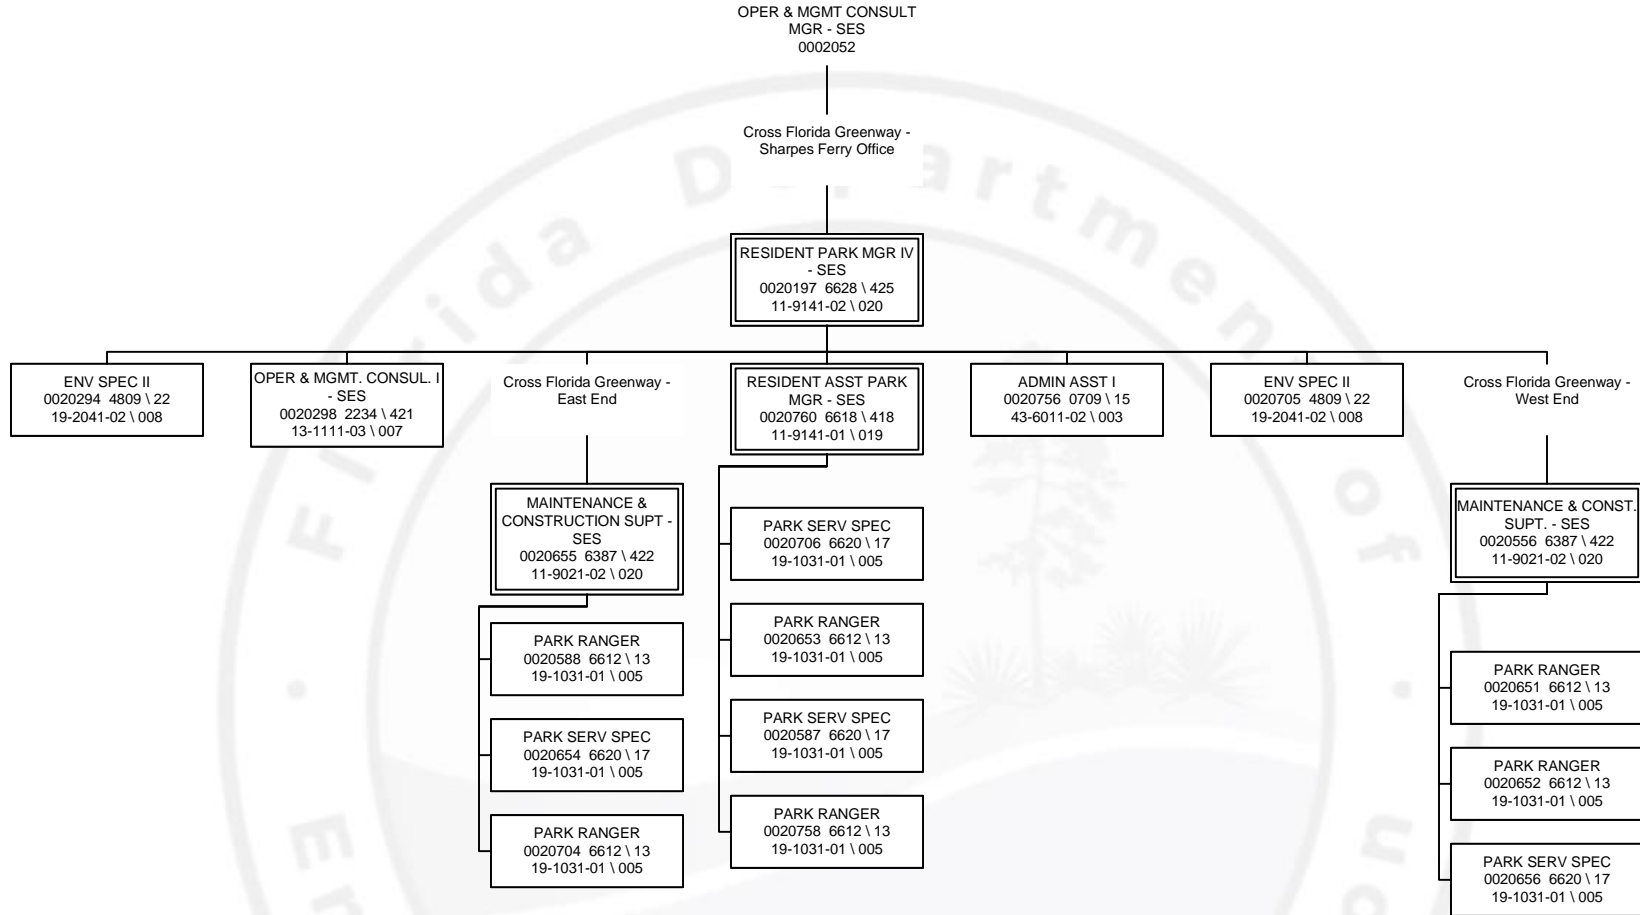 OPER & MGMT CONSULT
MGR - SES
0002052
Cross Florida Greenway -
Sharpes Ferry Office
RESIDENT PARK MGR IV
- SES
0020197 6628 \ 425
11-9141-02 \ 020
ENV SPEC II
0020294 4809 \ 22
19-2041-02 \ 008
OPER & MGMT. CONSUL. I
- SES
0020298 2234 \ 421
13-1111-03 \ 007
Cross Florida Greenway -
East End
RESIDENT ASST PARK
MGR - SES
0020760 6618 \ 418
11-9141-01 \ 019
ADMIN ASST I
0020756 0709 \ 15
43-6011-02 \ 003
ENV SPEC II
0020705 4809 \ 22
19-2041-02 \ 008
Cross Florida Greenway -
West End
MAINTENANCE &
CONSTRUCTION SUPT -
SES
0020655 6387 \ 422
11-9021-02 \ 020
PARK RANGER
0020588 6612 \ 13
19-1031-01 \ 005
PARK SERV SPEC
0020654 6620 \ 17
19-1031-01 \ 005
PARK RANGER
0020704 6612 \ 13
19-1031-01 \ 005
PARK SERV SPEC
0020706 6620 \ 17
19-1031-01 \ 005
PARK RANGER
0020653 6612 \ 13
19-1031-01 \ 005
PARK SERV SPEC
0020587 6620 \ 17
19-1031-01 \ 005
PARK RANGER
0020758 6612 \ 13
19-1031-01 \ 005
MAINTENANCE & CONST.
SUPT. - SES
0020556 6387 \ 422
11-9021-02 \ 020
PARK RANGER
0020651 6612 \ 13
19-1031-01 \ 005
PARK RANGER
0020652 6612 \ 13
19-1031-01 \ 005
PARK SERV SPEC
0020656 6620 \ 17
19-1031-01 \ 005
Florida Department of